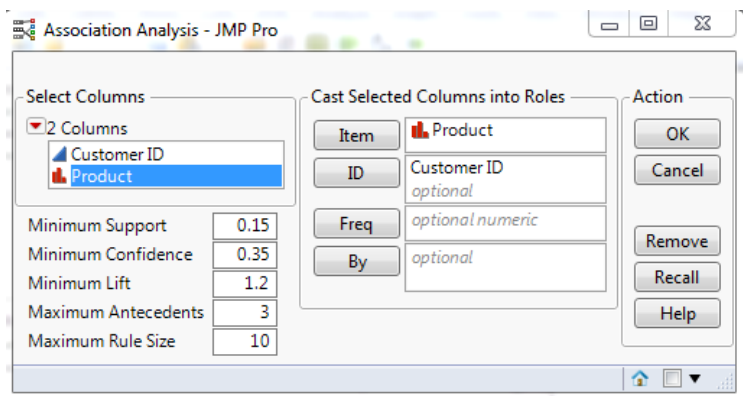 Association Analysis - JMP Pro
Select Columns
2 Columns
Customer ID
Product
Minimum Support 0.15
Minimum Confidence 0.35
Minimum Lift 1.2
Maximum Antecedents 3
Maximum Rule Size 10
Cast Selected Columns into Roles
Item Product
ID Customer ID
optional
Freq optional numeric
By optional
Action
OK
Cancel
Remove
Recall
Help